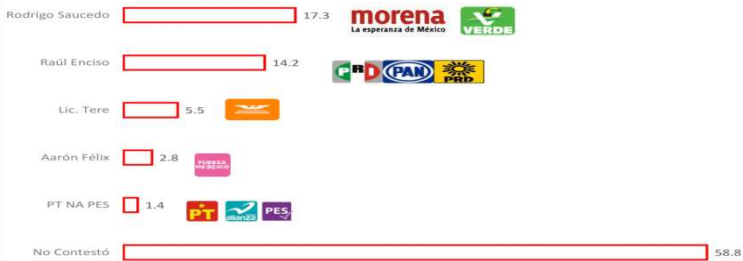 Rodrigo Saucedo 17.3 morena La esperanza de México VERDE
Raúl Enciso 14.2 PRD PAN PRD
Lic. Tere 5.5
Aarón Félix 2.8 FUERZA MÉXICO
PT NA PES 1.4 PT alianza PES
No Contestó 58.8